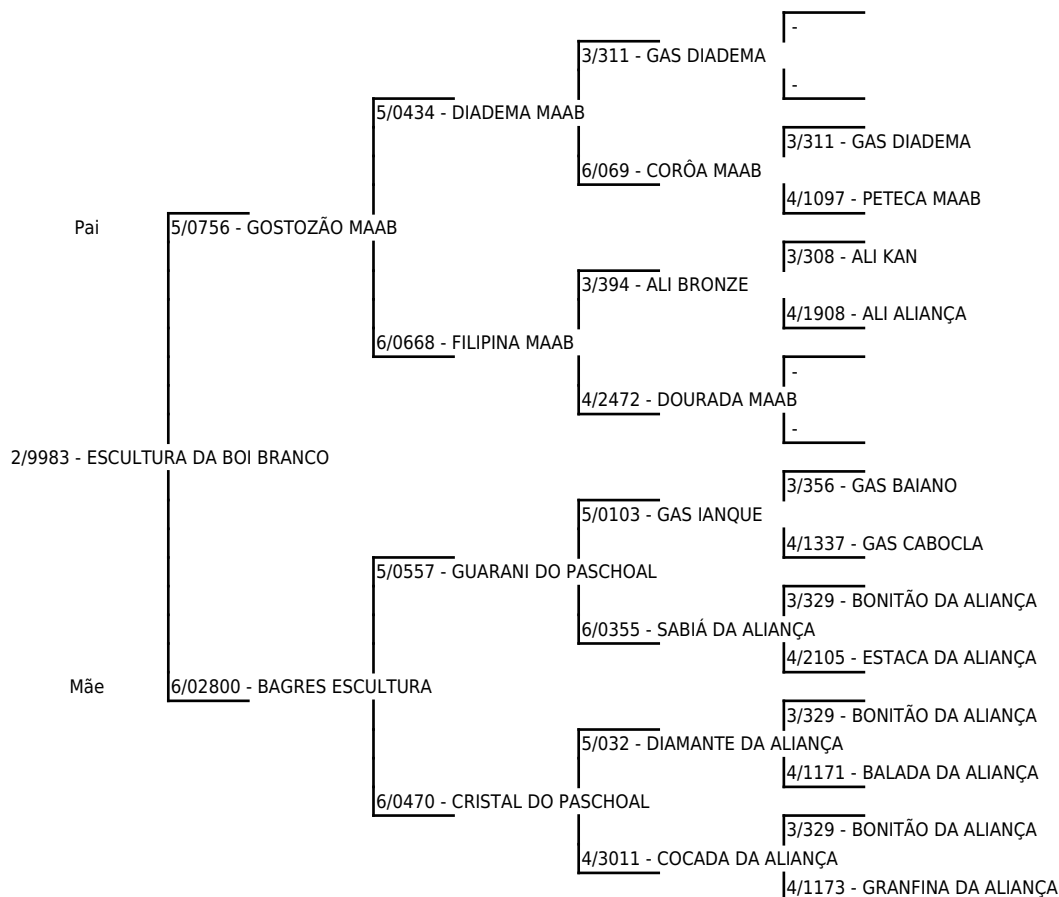 -
3/311 - GAS DIADEMA
-
5/0434 - DIADEMA MAAB
3/311 - GAS DIADEMA
6/069 - CORÔA MAAB
4/1097 - PETECA MAAB
Pai
5/0756 - GOSTOZÃO MAAB
3/308 - ALI KAN
3/394 - ALI BRONZE
4/1908 - ALI ALIANÇA
6/0668 - FILIPINA MAAB
-
4/2472 - DOURADA MAAB
-
2/9983 - ESCULTURA DA BOI BRANCO
3/356 - GAS BAIANO
5/0103 - GAS IANQUE
4/1337 - GAS CABOCLA
5/0557 - GUARANI DO PASCHOAL
3/329 - BONITÃO DA ALIANÇA
6/0355 - SABIÁ DA ALIANÇA
4/2105 - ESTACA DA ALIANÇA
Mãe
6/02800 - BAGRES ESCULTURA
3/329 - BONITÃO DA ALIANÇA
5/032 - DIAMANTE DA ALIANÇA
4/1171 - BALADA DA ALIANÇA
6/0470 - CRISTAL DO PASCHOAL
3/329 - BONITÃO DA ALIANÇA
4/3011 - COCADA DA ALIANÇA
4/1173 - GRANFINA DA ALIANÇA